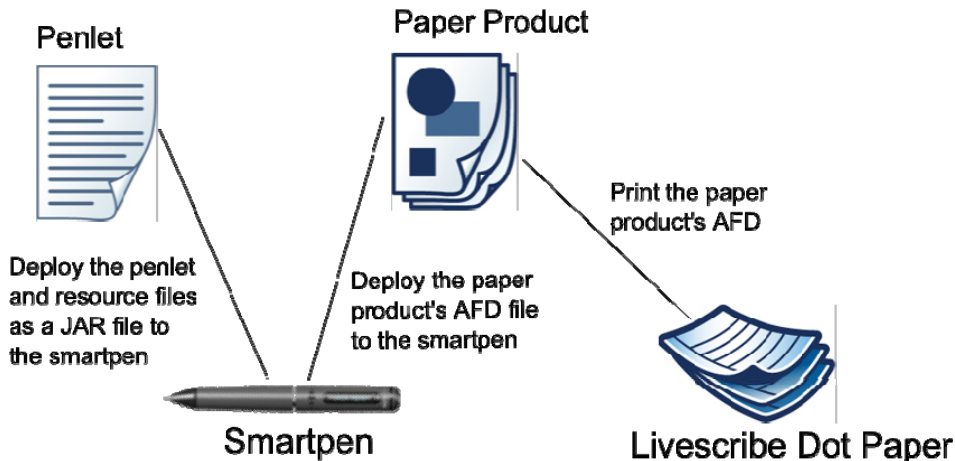 Penlet
Paper Product
Print the paper
product's AFD
Deploy the penlet
and resource files
as a JAR file to
the smartpen
Deploy the paper
product's AFD file
to the smartpen
Smartpen
Livescribe Dot Paper